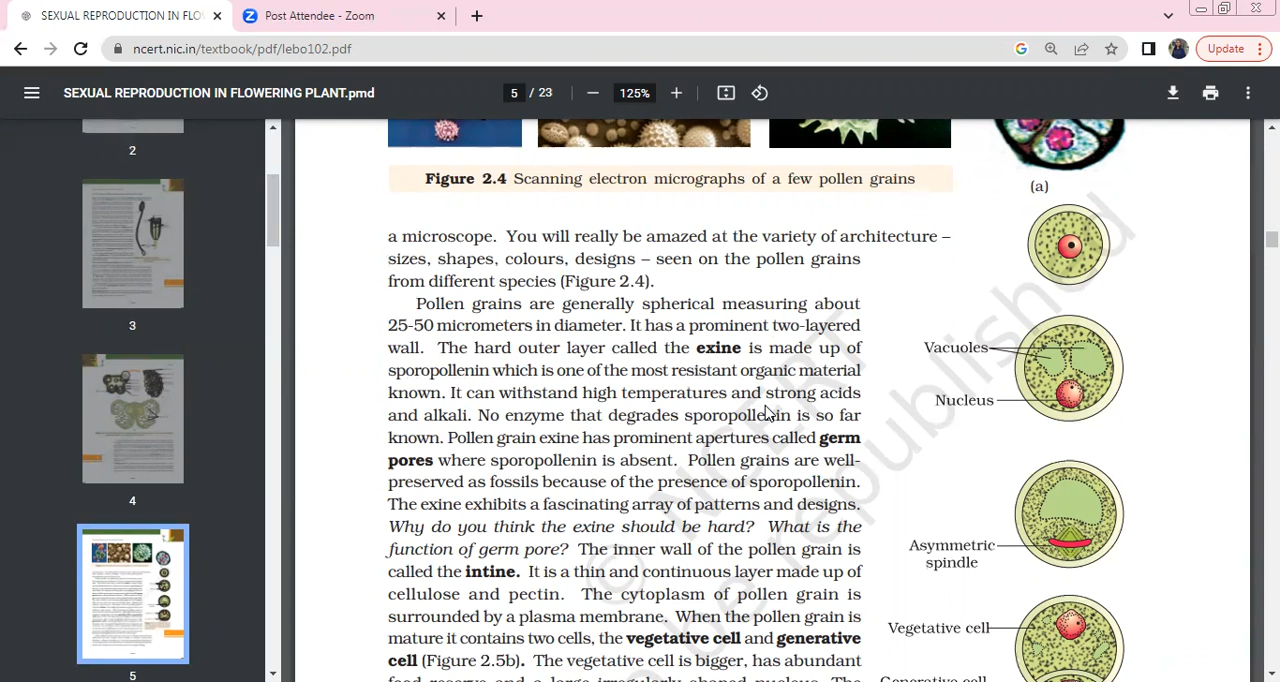 SEXUAL REPRODUCTION IN FLO
Post Attendee - Zoom
ncert.nic.in/textbook/pdf/lebo102.pdf
Update
SEXUAL REPRODUCTION IN FLOWERING PLANT.pmd
5 / 23
125%
2
3
4
5
Figure 2.4 Scanning electron micrographs of a few pollen grains
(a)
a microscope. You will really be amazed at the variety of architecture –
sizes, shapes, colours, designs – seen on the pollen grains
from different species (Figure 2.4).
Pollen grains are generally spherical measuring about
25-50 micrometers in diameter. It has a prominent two-layered
wall. The hard outer layer called the exine is made up of
sporopollenin which is one of the most resistant organic material
known. It can withstand high temperatures and strong acids
and alkali. No enzyme that degrades sporopollenin is so far
known. Pollen grain exine has prominent apertures called germ
pores where sporopollenin is absent. Pollen grains are well-
preserved as fossils because of the presence of sporopollenin.
The exine exhibits a fascinating array of patterns and designs.
Why do you think the exine should be hard? What is the
function of germ pore? The inner wall of the pollen grain is
called the intine. It is a thin and continuous layer made up of
cellulose and pectin. The cytoplasm of pollen grain is
surrounded by a plasma membrane. When the pollen grain is
mature it contains two cells, the vegetative cell and generative
cell (Figure 2.5b). The vegetative cell is bigger, has abundant
food reserve and a large irregularly shaped nucleus. The
Vacuoles
Nucleus
Asymmetric
spindle
Vegetative cell
Generative cell
© NCERT
republished